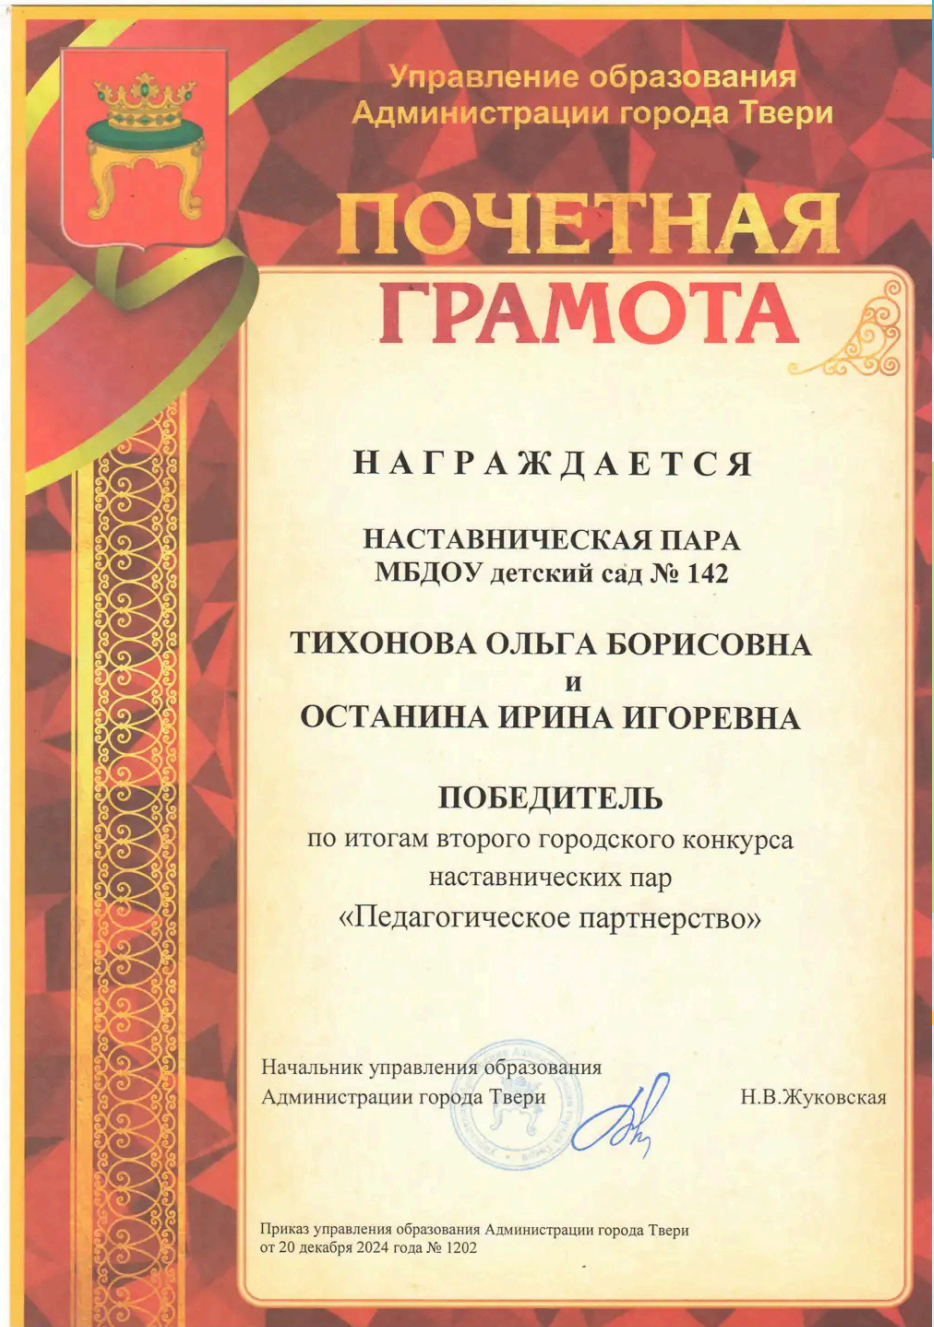 Управление образования
Администрации города Твери
ПОЧЕТНАЯ
ГРАМОТА
НАГРАЖДАЕТСЯ
НАСТАВНИЧЕСКАЯ ПАРА
МБДОУ детский сад № 142
ТИХОНОВА ОЛЬГА БОРИСОВНА
и
ОСТАНИНА ИРИНА ИГОРЕВНА
ПОБЕДИТЕЛЬ
по итогам второго городского конкурса
наставнических пар
«Педагогическое партнерство»
Начальник управления образования
Администрации города Твери
Н.В.Жуковская
Приказ управления образования Администрации города Твери
от 20 декабря 2024 года № 1202